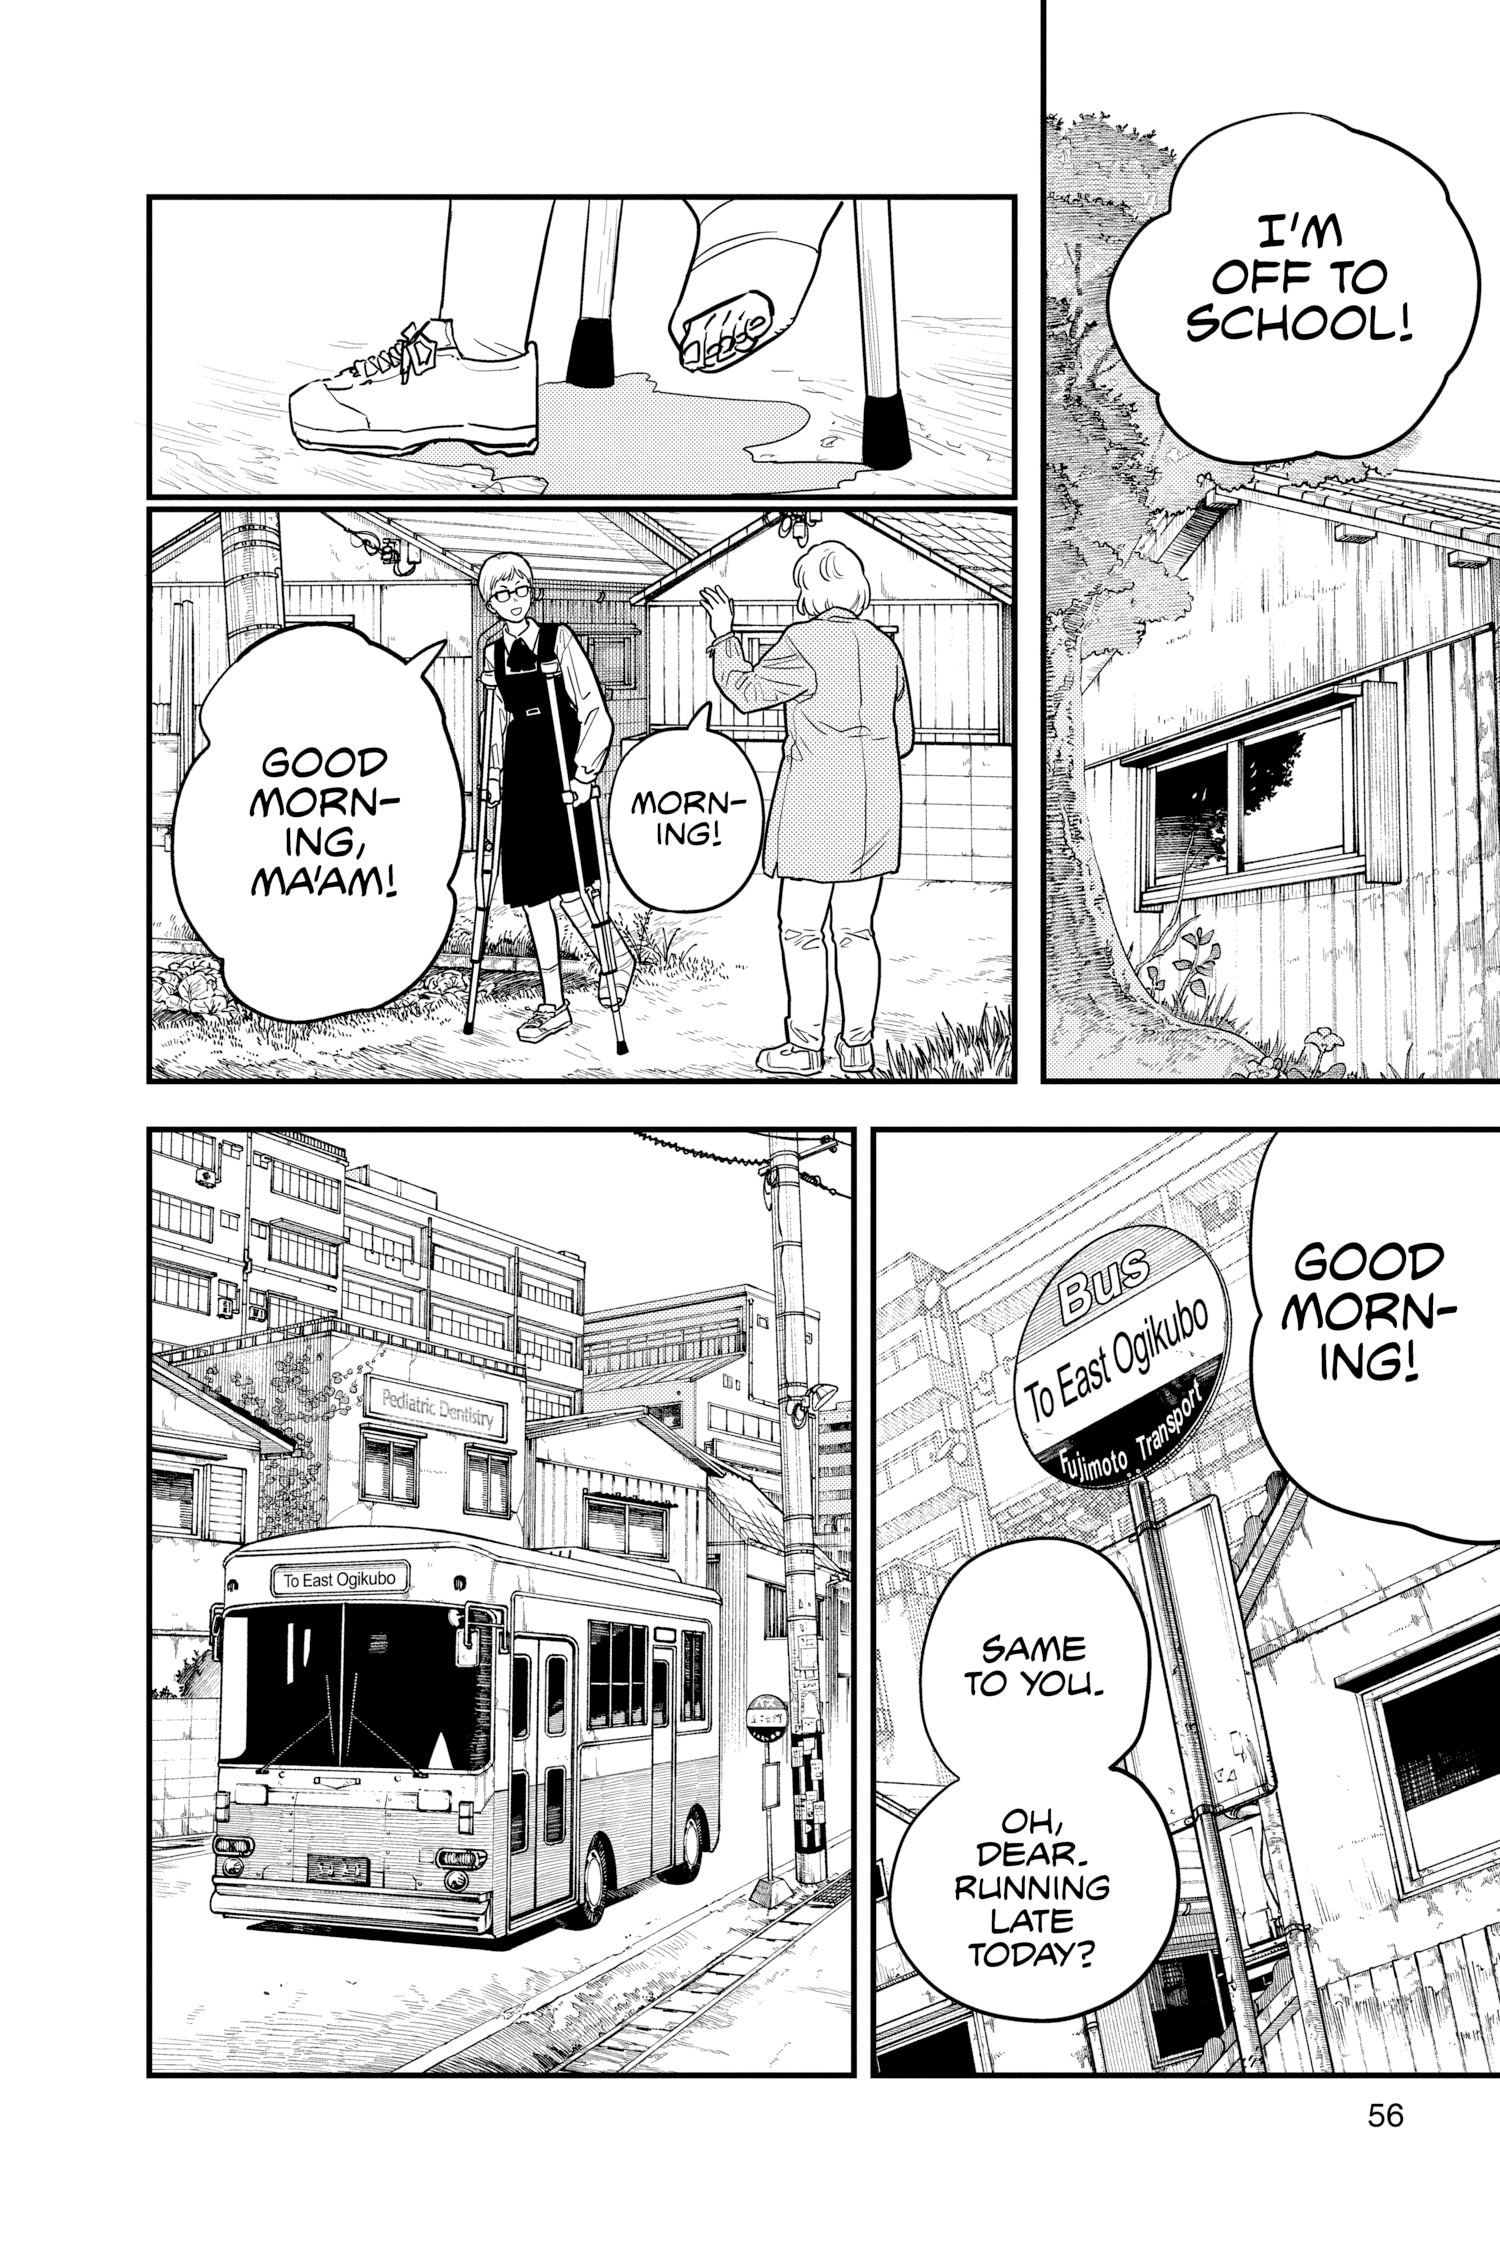 I'M
OFF TO
SCHOOL!
MORN-
ING!
GOOD
MORN-
ING,
MA'AM!
GOOD
MORN-
ING!
Bus
To East Ogikubo
Fujimoto Transport
SAME
TO YOU.
OH,
DEAR.
RUNNING
LATE
TODAY?
Pediatric Dentistry
To East Ogikubo
56